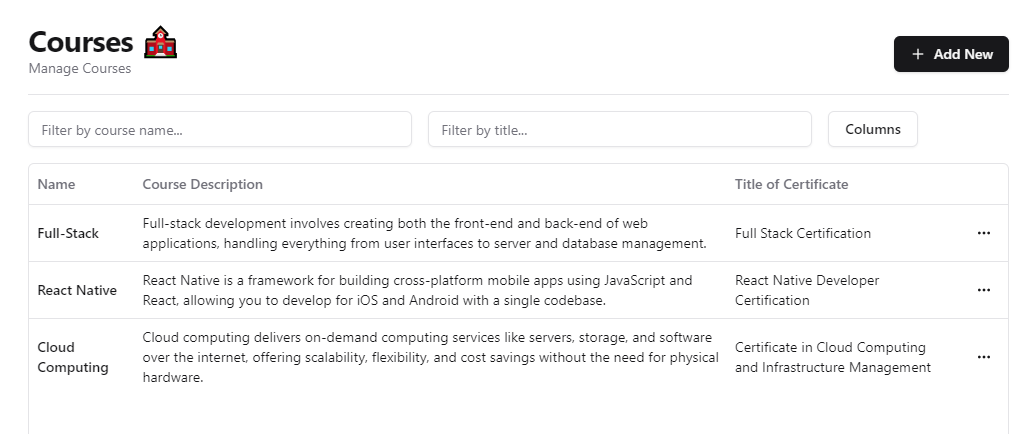 Courses
Manage Courses
+ Add New
Filter by course name...
Filter by title...
Columns
Name
Course Description
Title of Certificate
Full-Stack
Full-stack development involves creating both the front-end and back-end of web
applications, handling everything from user interfaces to server and database management.
Full Stack Certification
React Native
React Native is a framework for building cross-platform mobile apps using JavaScript and
React, allowing you to develop for iOS and Android with a single codebase.
React Native Developer
Certification
Cloud
Computing
Cloud computing delivers on-demand computing services like servers, storage, and software
over the internet, offering scalability, flexibility, and cost savings without the need for physical
hardware.
Certificate in Cloud Computing
and Infrastructure Management